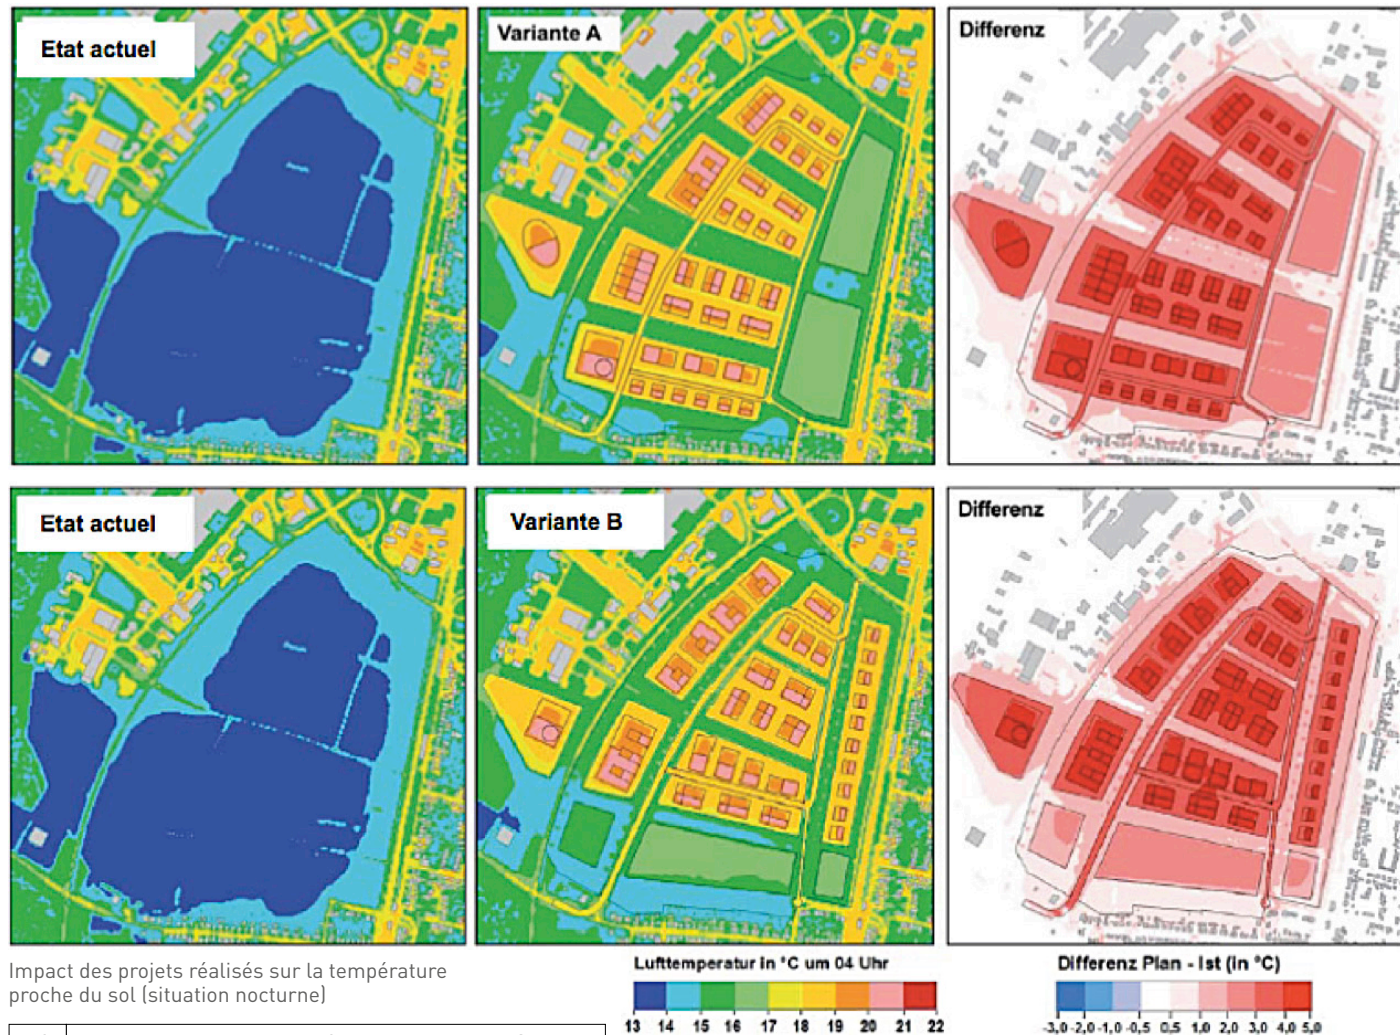 Etat actuel
Variante A
Differenz
Etat actuel
Variante B
Differenz
Impact des projets réalisés sur la température
proche du sol (situation nocturne)
Lufttemperatur in °C um 04 Uhr
13 14 15 16 17 18 19 20 21 22
Differenz Plan - Ist (in °C)
-3,0 -2,0 -1,0 -0,5 0,5 1,0 2,0 3,0 4,0 5,0